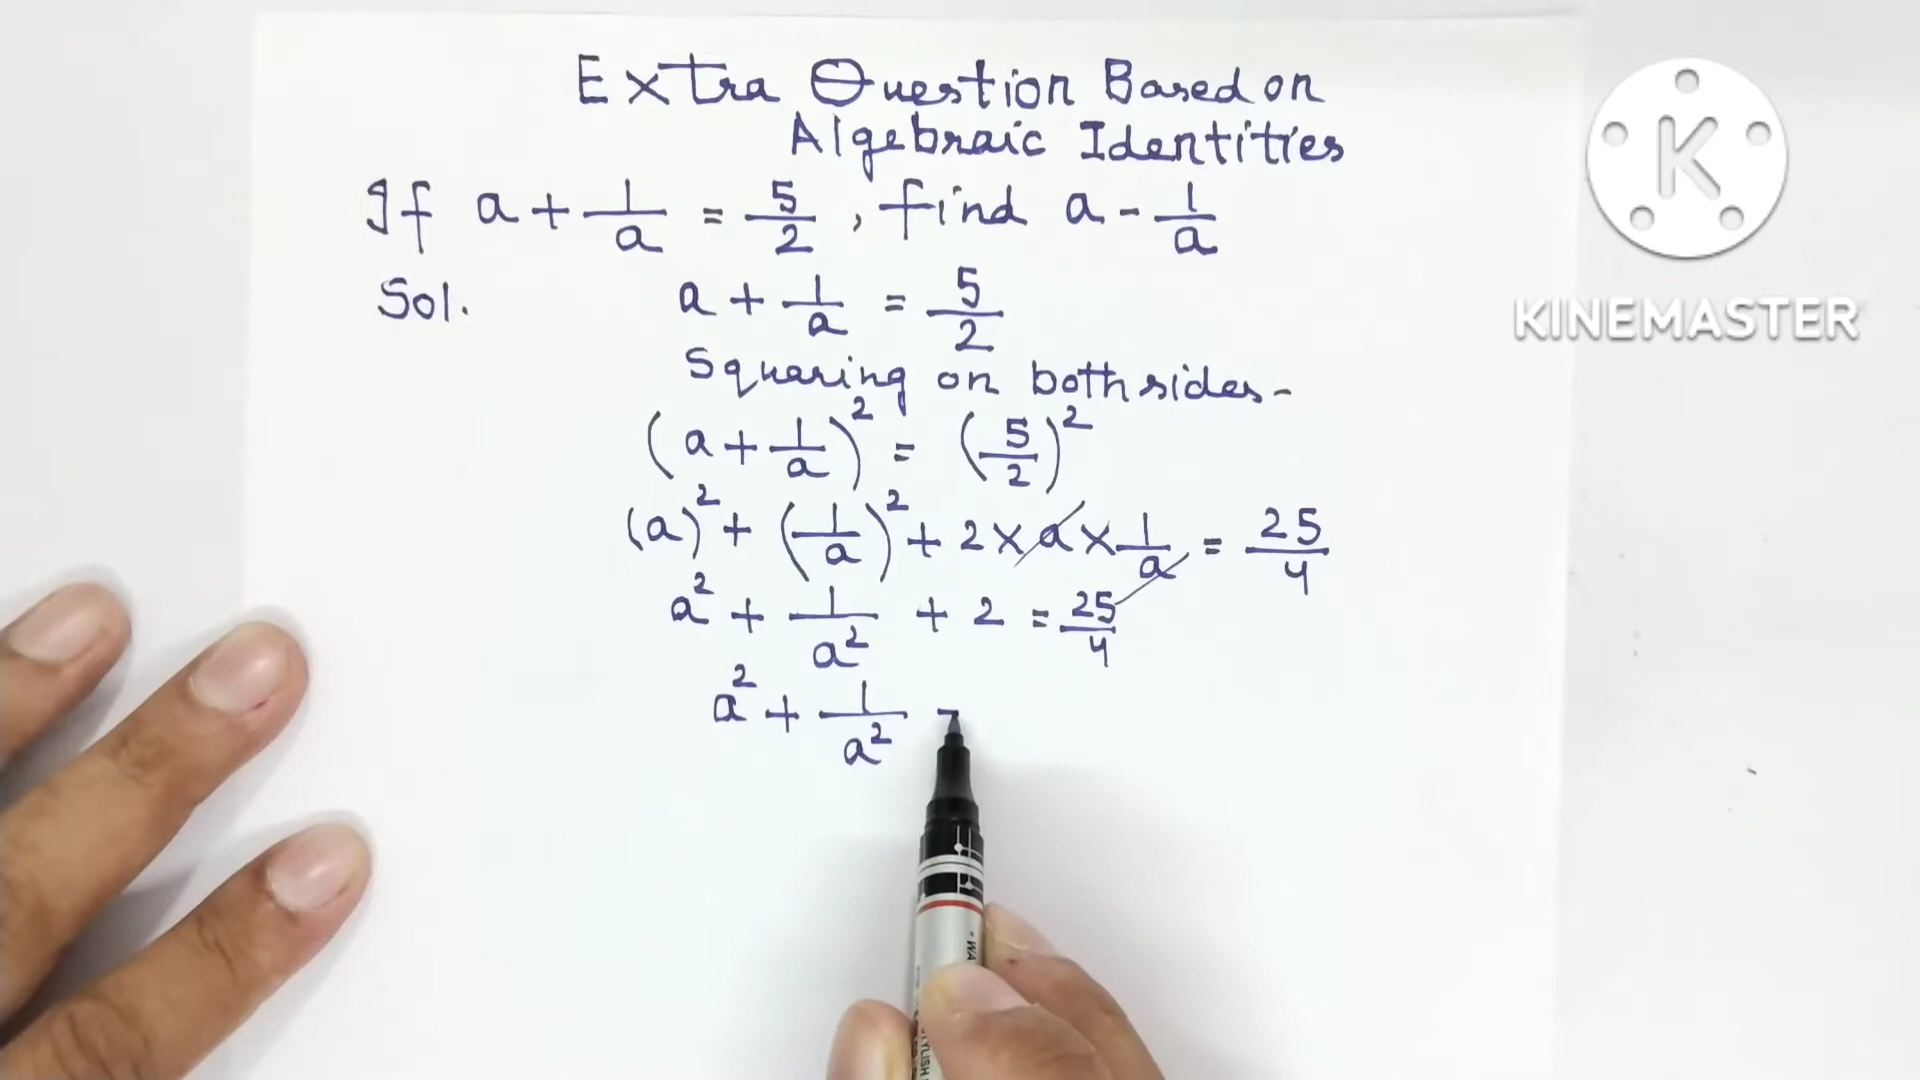 Extra Question Based on
Algebraic Identities
If a + 1/a = 5/2, find a - 1/a
Sol. a + 1/a = 5/2
Squaring on both sides -
(a + 1/a)² = (5/2)²
(a)² + (1/a)² + 2 × a × 1/a = 25/4
a² + 1/a² + 2 = 25/4
a² + 1/a² -
K
KINEMASTER